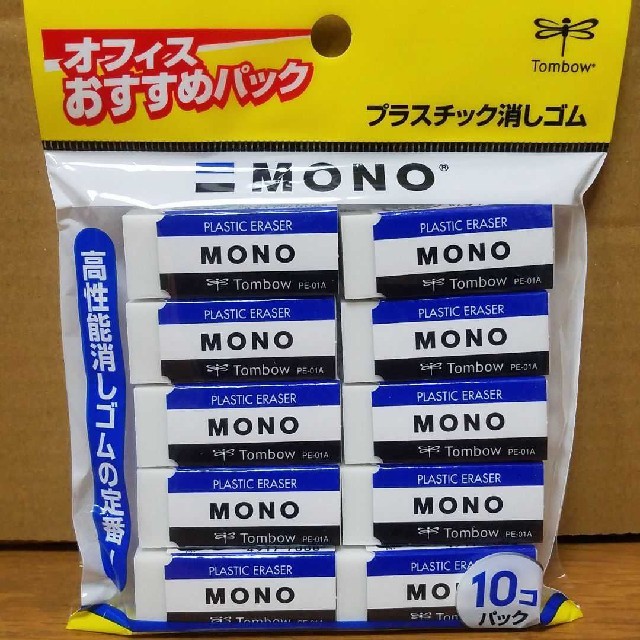 オフィス
おすすめパック
Tombow
プラスチック消しゴム
MONO®
高性能消しゴムの定番!
PLASTIC ERASER
MONO
Tombow PE-01A
PLASTIC ERASER
MONO
Tombow PE-01A
PLASTIC ERASER
MONO
Tombow PE-01A
PLASTIC ERASER
MONO
Tombow PE-01A
PLASTIC ERASER
MONO
Tombow PE-01A
PLASTIC ERASER
MONO
Tombow PE-01A
PLASTIC ERASER
MONO
Tombow PE-01A
PLASTIC ERASER
MONO
Tombow PE-01A
PLASTIC ERASER
MONO
PLASTIC ERASER
MO
10コ
パック